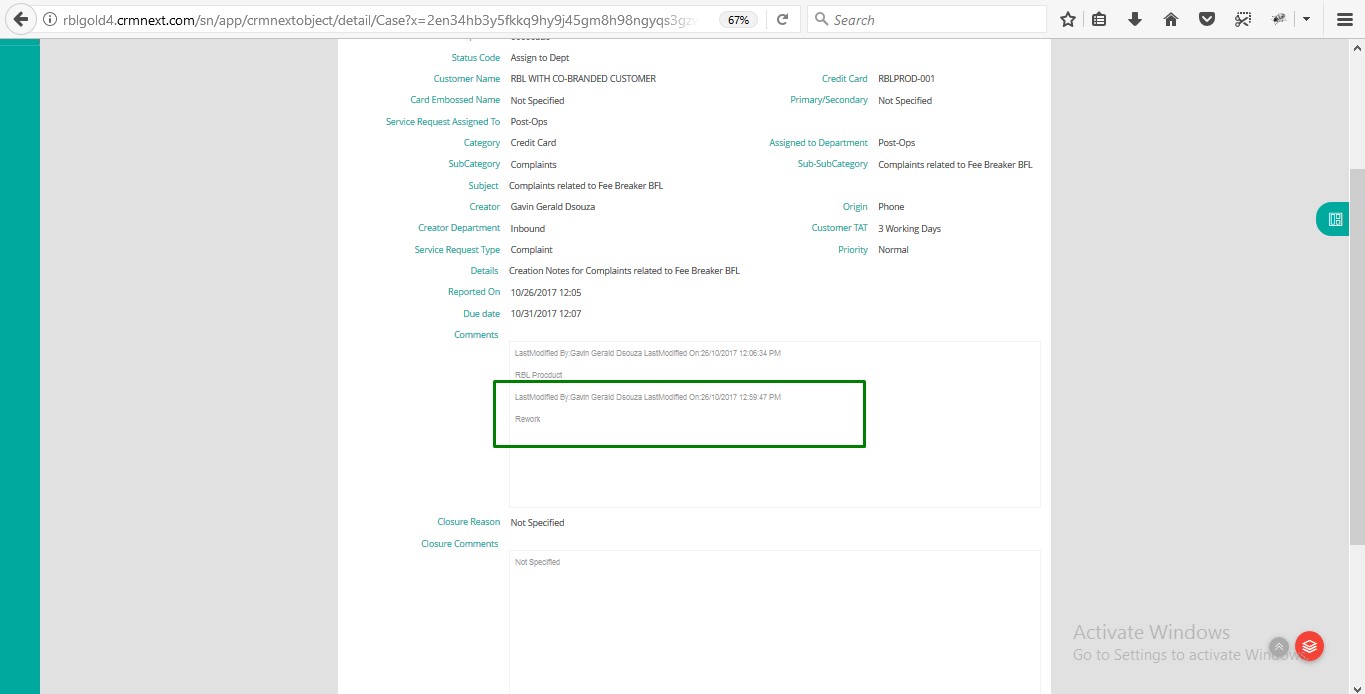 rblgold4.crmnext.com/sn/app/crmnextobject/detail/Case?x=2en34hb3y5fkkq9hy9j45gm8h98ngyqs3gzv
67%
Search
Status Code Assign to Dept
Customer Name RBL WITH CO-BRANDED CUSTOMER Credit Card RBLPROD-001
Card Embossed Name Not Specified Primary/Secondary Not Specified
Service Request Assigned To Post-Ops
Category Credit Card Assigned to Department Post-Ops
SubCategory Complaints Sub-SubCategory Complaints related to Fee Breaker BFL
Subject Complaints related to Fee Breaker BFL
Creator Gavin Gerald Dsouza Origin Phone
Creator Department Inbound Customer TAT 3 Working Days
Service Request Type Complaint Priority Normal
Details Creation Notes for Complaints related to Fee Breaker BFL
Reported On 10/26/2017 12:05
Due date 10/31/2017 12:07
Comments
LastModified By:Gavin Gerald Dsouza LastModified On:26/10/2017 12:06:34 PM
RBL Procduct
LastModified By:Gavin Gerald Dsouza LastModified On:26/10/2017 12:59:47 PM
Rework
Closure Reason Not Specified
Closure Comments
Not Specified
Activate Windows
Go to Settings to activate Windows.